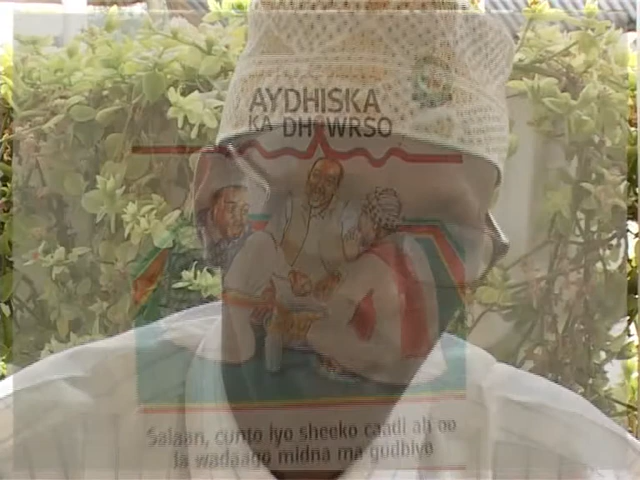 AYDHISKA
KA DHOWRSO
Salaan, cunto iyo sheeko caadi ah oo
la wadaago midna ma gudbiyo